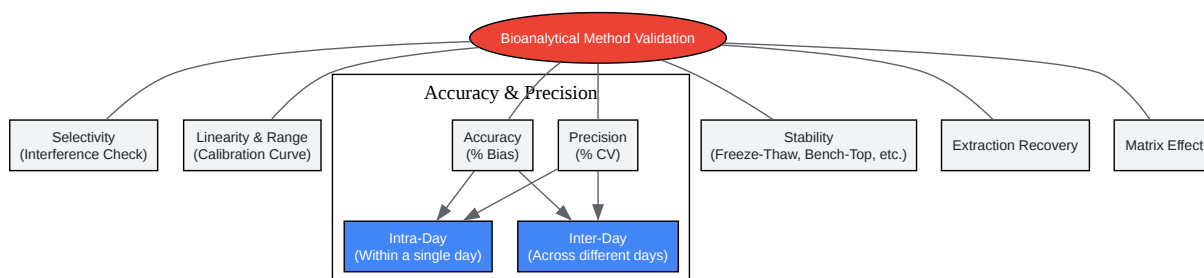 Bioanalytical Method Validation
Accuracy & Precision
Selectivity
(Interference Check)
Linearity & Range
(Calibration Curve)
Accuracy
(% Bias)
Precision
(% CV)
Stability
(Freeze-Thaw, Bench-Top, etc.)
Extraction Recovery
Matrix Effect
Intra-Day
(Within a single day)
Inter-Day
(Across different days)